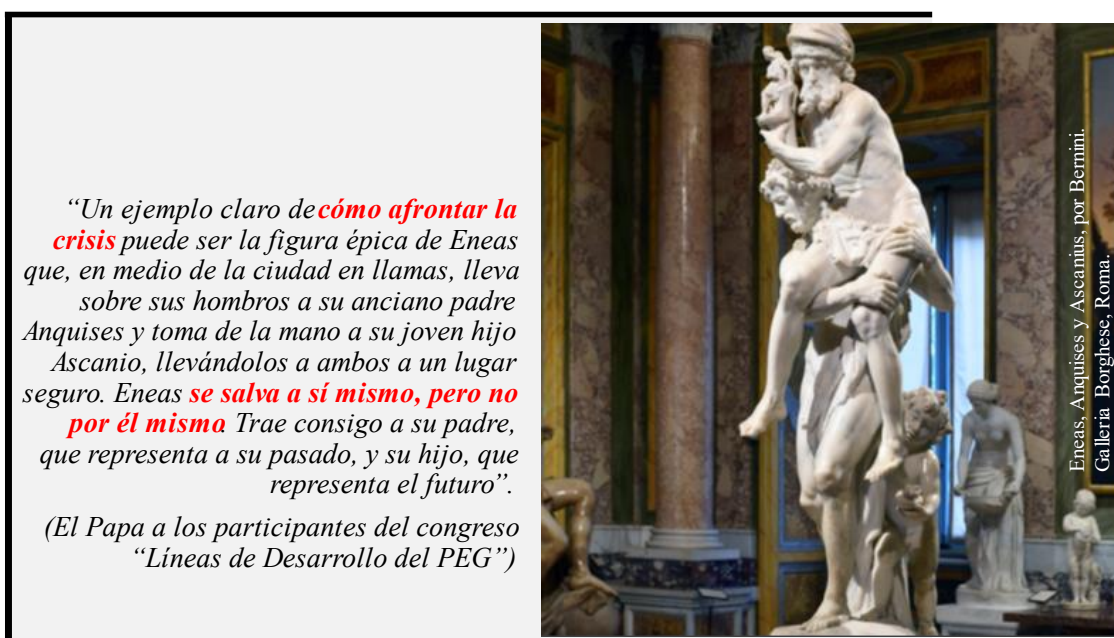 “Un ejemplo claro de cómo afrontar la
crisis puede ser la figura épica de Eneas
que, en medio de la ciudad en llamas, lleva
sobre sus hombros a su anciano padre
Anquises y toma de la mano a su joven hijo
Ascanio, llevándolos a ambos a un lugar
seguro. Eneas se salva a sí mismo, pero no
por él mismo. Trae consigo a su padre,
que representa a su pasado, y su hijo, que
representa el futuro”.
(El Papa a los participantes del congreso
“Líneas de Desarrollo del PEG”)
Eneas, Anquises y Ascanius, por Bernini.
Galleria Borghese, Roma.